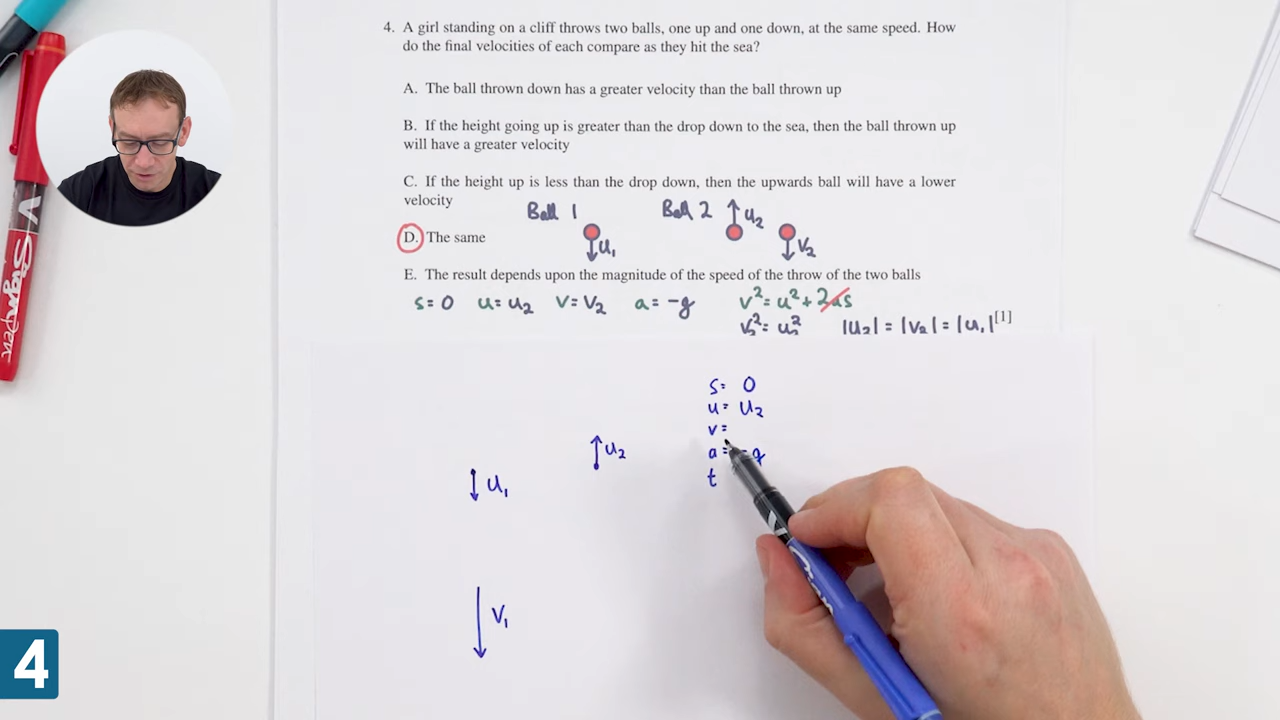 4. A girl standing on a cliff throws two balls, one up and one down, at the same speed. How
do the final velocities of each compare as they hit the sea?
A. The ball thrown down has a greater velocity than the ball thrown up
B. If the height going up is greater than the drop down to the sea, then the ball thrown up
will have a greater velocity
C. If the height up is less than the drop down, then the upwards ball will have a lower
velocity
Ball 1 Ball 2 u₂
D. The same u₁ v₂
E. The result depends upon the magnitude of the speed of the throw of the two balls
s = 0 u = u₂ v = v₂ a = -g v² = u² + 2as
v₂² = u₂² |u₂| = |v₂| = |u₁| [1]
s = 0
u = u₂
v =
a = -g
t
u₂
u₁
v₁
4